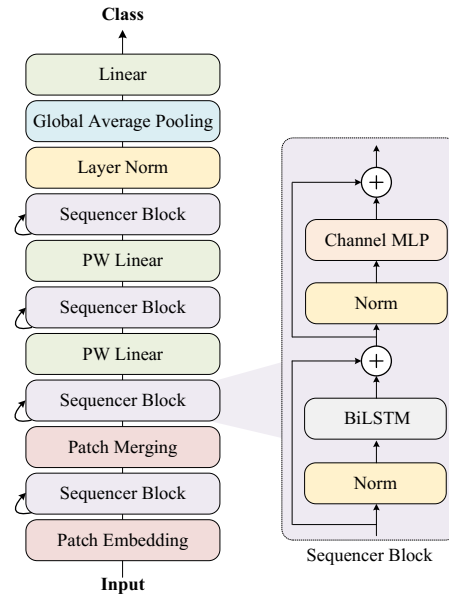 Class
Linear
Global Average Pooling
Layer Norm
Sequencer Block
PW Linear
Sequencer Block
PW Linear
Sequencer Block
Patch Merging
Sequencer Block
Patch Embedding
Input
+
Channel MLP
Norm
+
BiLSTM
Norm
Sequencer Block